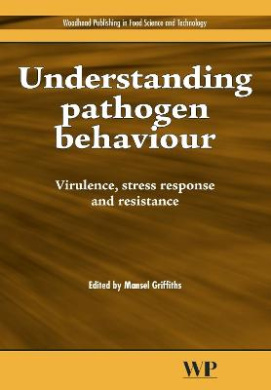 Woodhead Publishing in Food Science and Technology
Understanding
pathogen
behaviour
Virulence, stress response
and resistance
Edited by Mansel Griffiths
WP